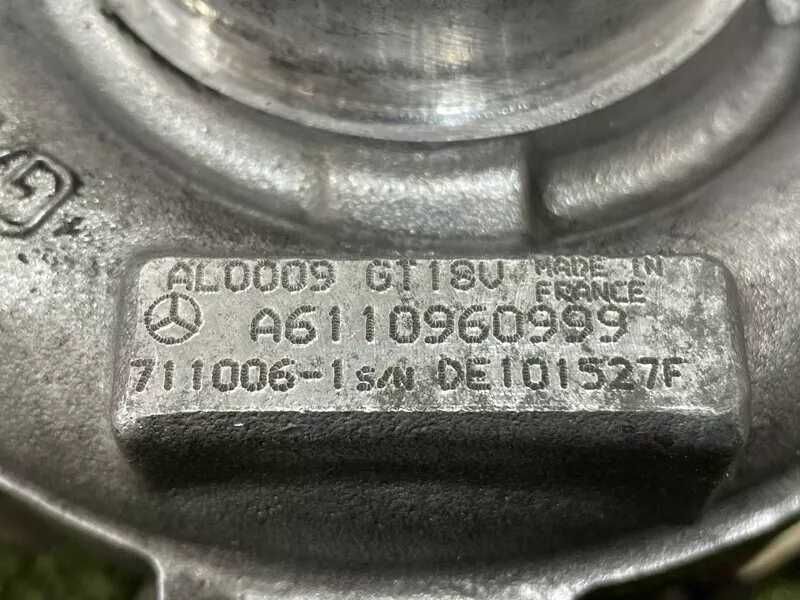 AL0009 GT18V MADE IN FRANCE
A6110960999
711006-1 S/N DE101527F